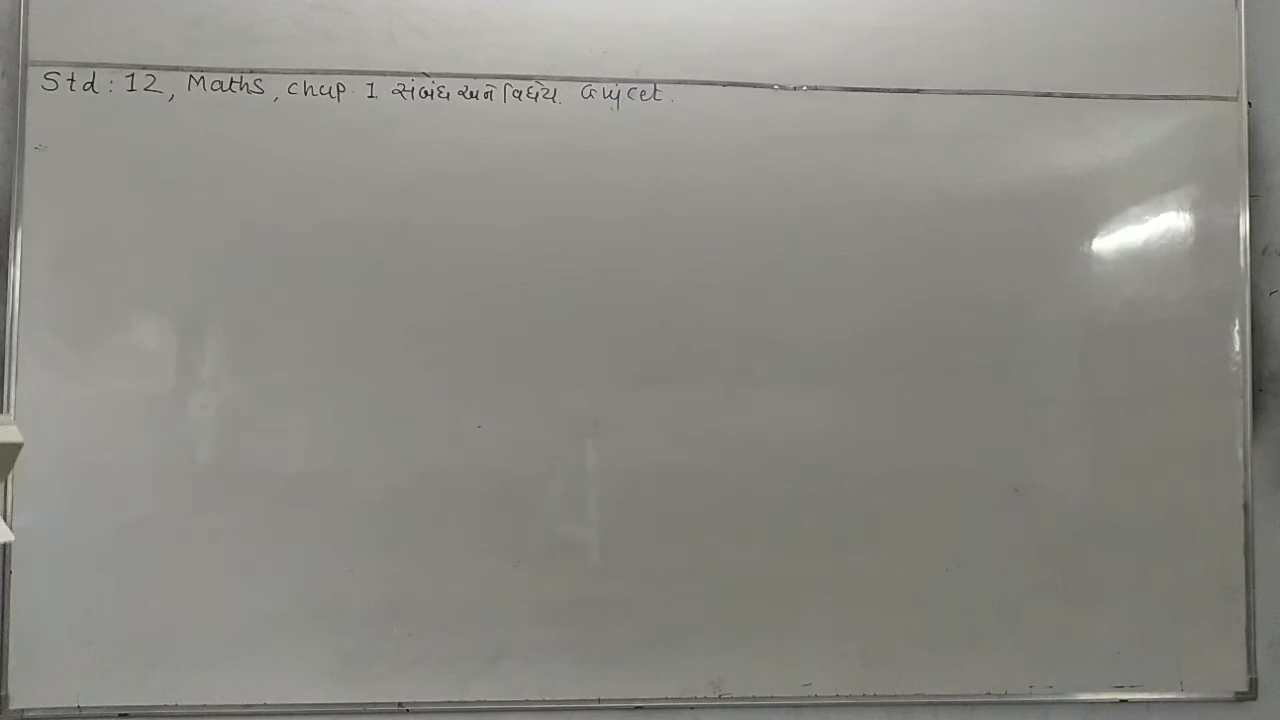 Std : 12, Maths, chap. 1 સંબંધ અને વિધેય. Gujcet.